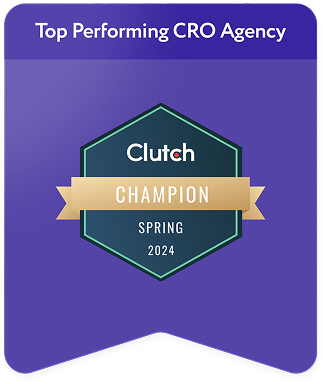 Top Performing CRO Agency
Clutch
CHAMPION
SPRING
2024